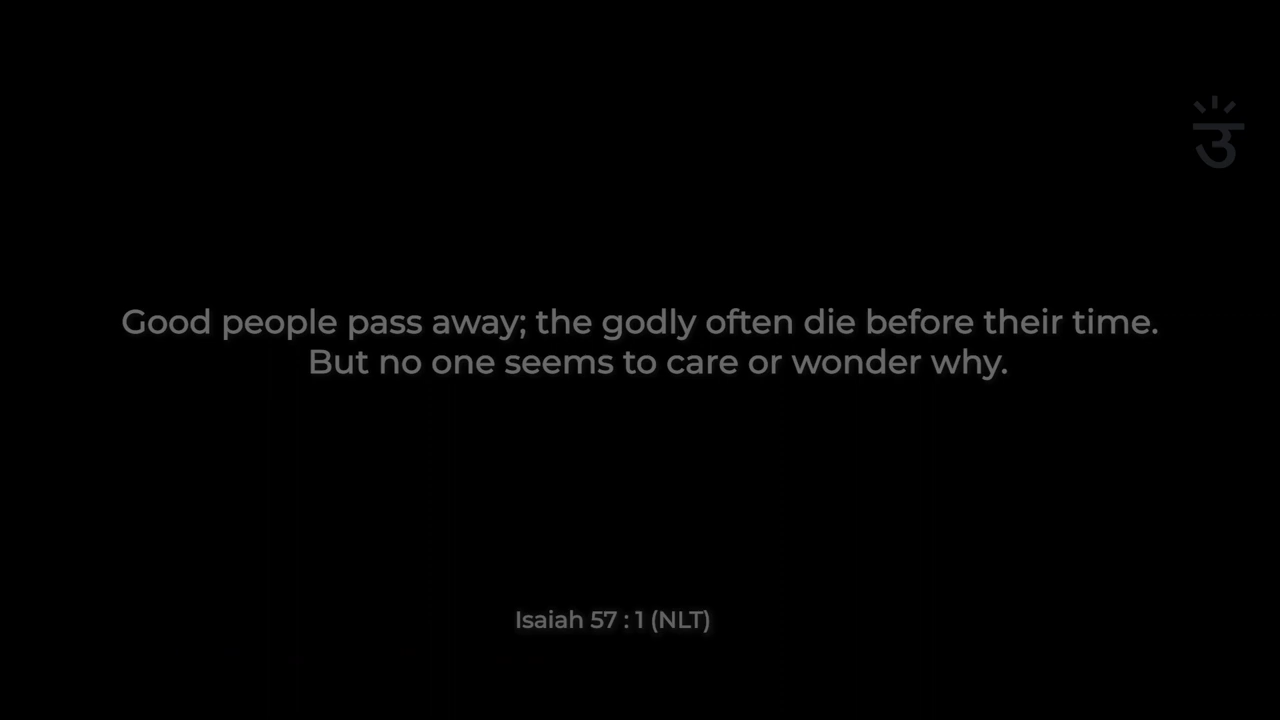 उ
Good people pass away; the godly often die before their time.
But no one seems to care or wonder why.
Isaiah 57 : 1 (NLT)